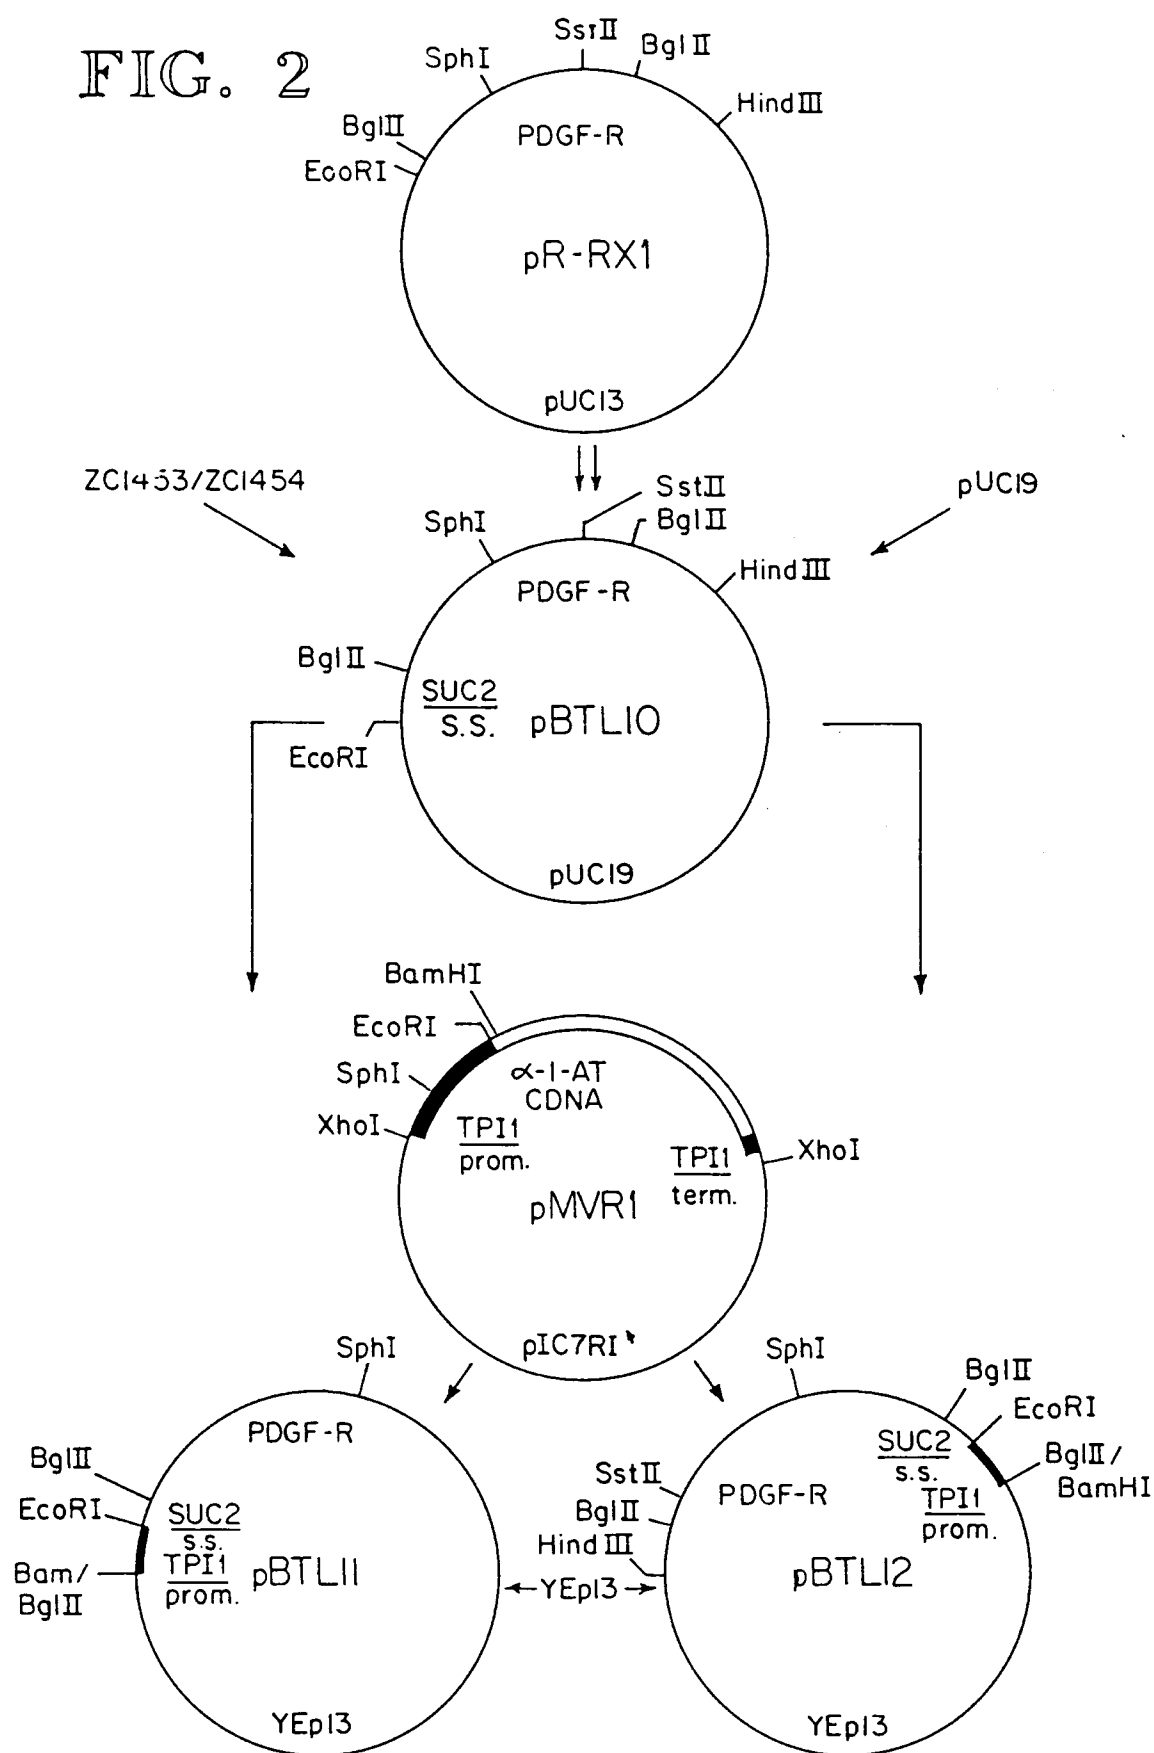 FIG. 2
SstII
BglII
SphI
HindIII
BglII
PDGF-R
EcoRI
pR-RX1
pUC13
ZC1453/ZC1454
pUC19
SstII
SphI
BglII
HindIII
PDGF-R
BglII
SUC2
S.S.
pBTL10
EcoRI
pUC19
BamHI
EcoRI
SphI
α-1-AT
CDNA
XhoI
TPI1
prom.
TPI1
term.
XhoI
pMVR1
pIC7RI*
SphI
PDGF-R
BglII
EcoRI
SUC2
s.s.
TPI1
prom.
Bam/
BglII
pBTL11
YEp13
YEp13
SphI
BglII
EcoRI
SUC2
s.s.
BglII/
BamHI
TPI1
prom.
SstII
PDGF-R
BglII
HindIII
pBTL12
YEp13